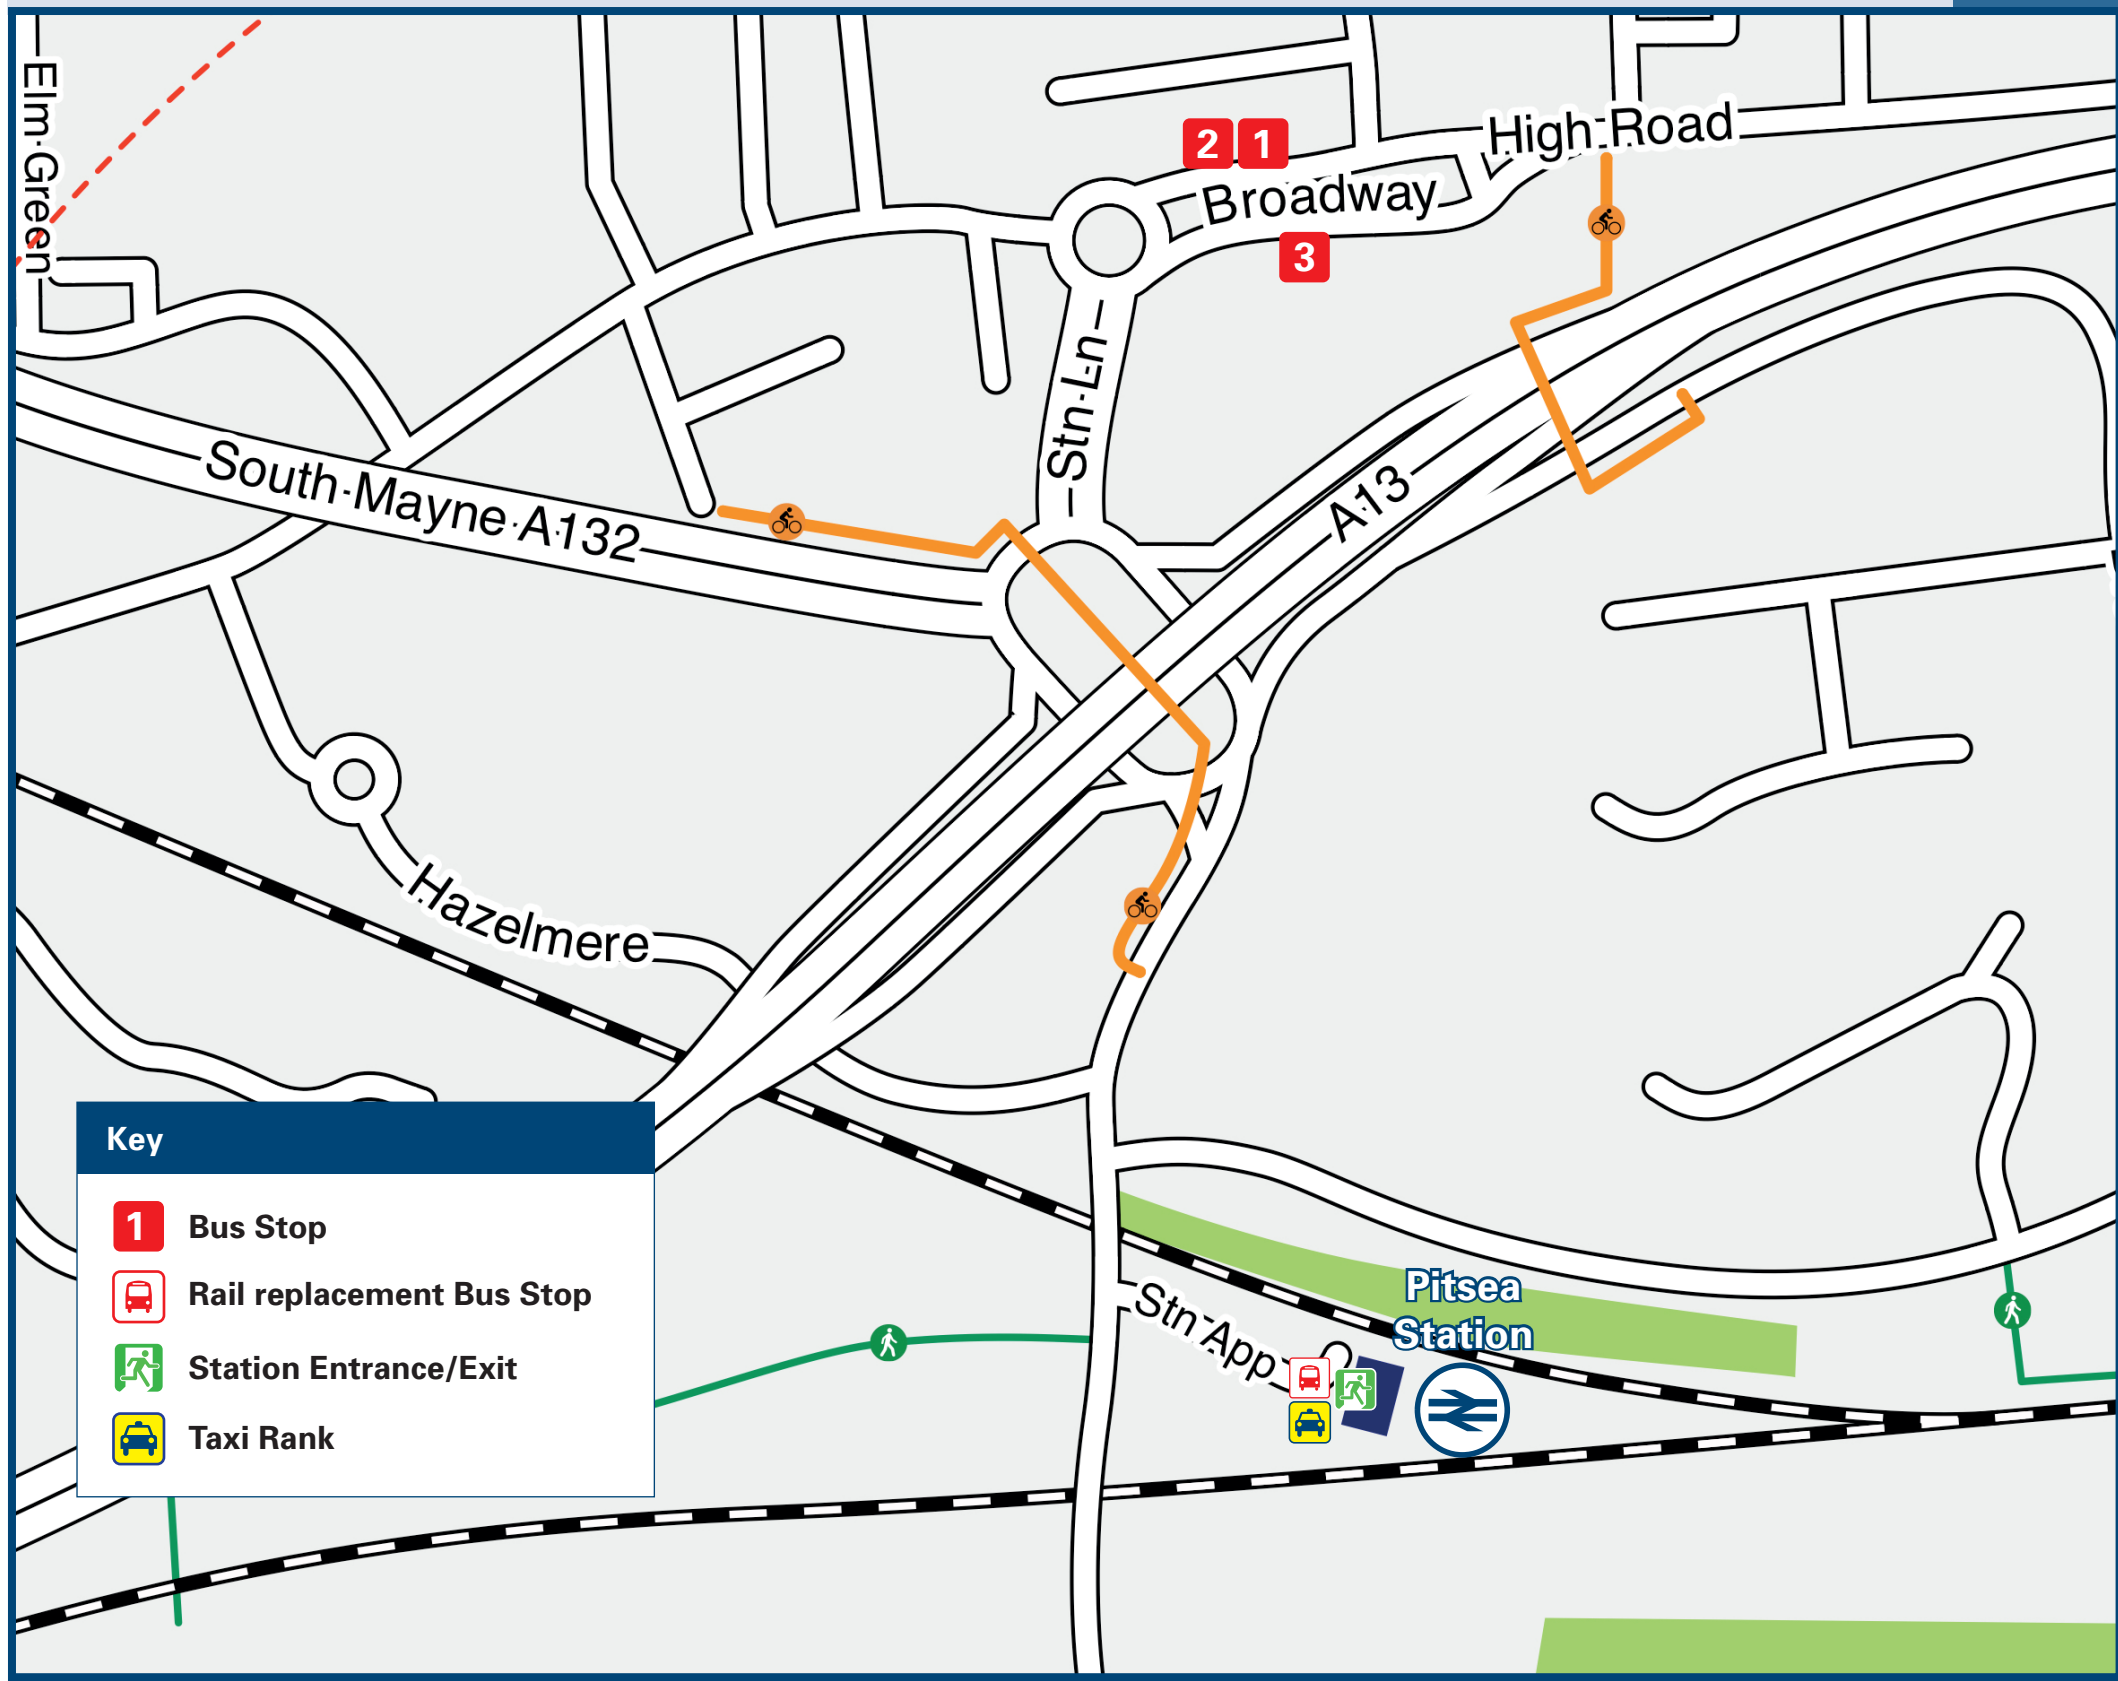 Elm Green
2
1
High Road
Broadway
3
Stn Ln
South Mayne A132
A13
Hazelmere
Key
1
Bus Stop
Rail replacement Bus Stop
Station Entrance/Exit
Taxi Rank
Pitsea
Station
Stn App